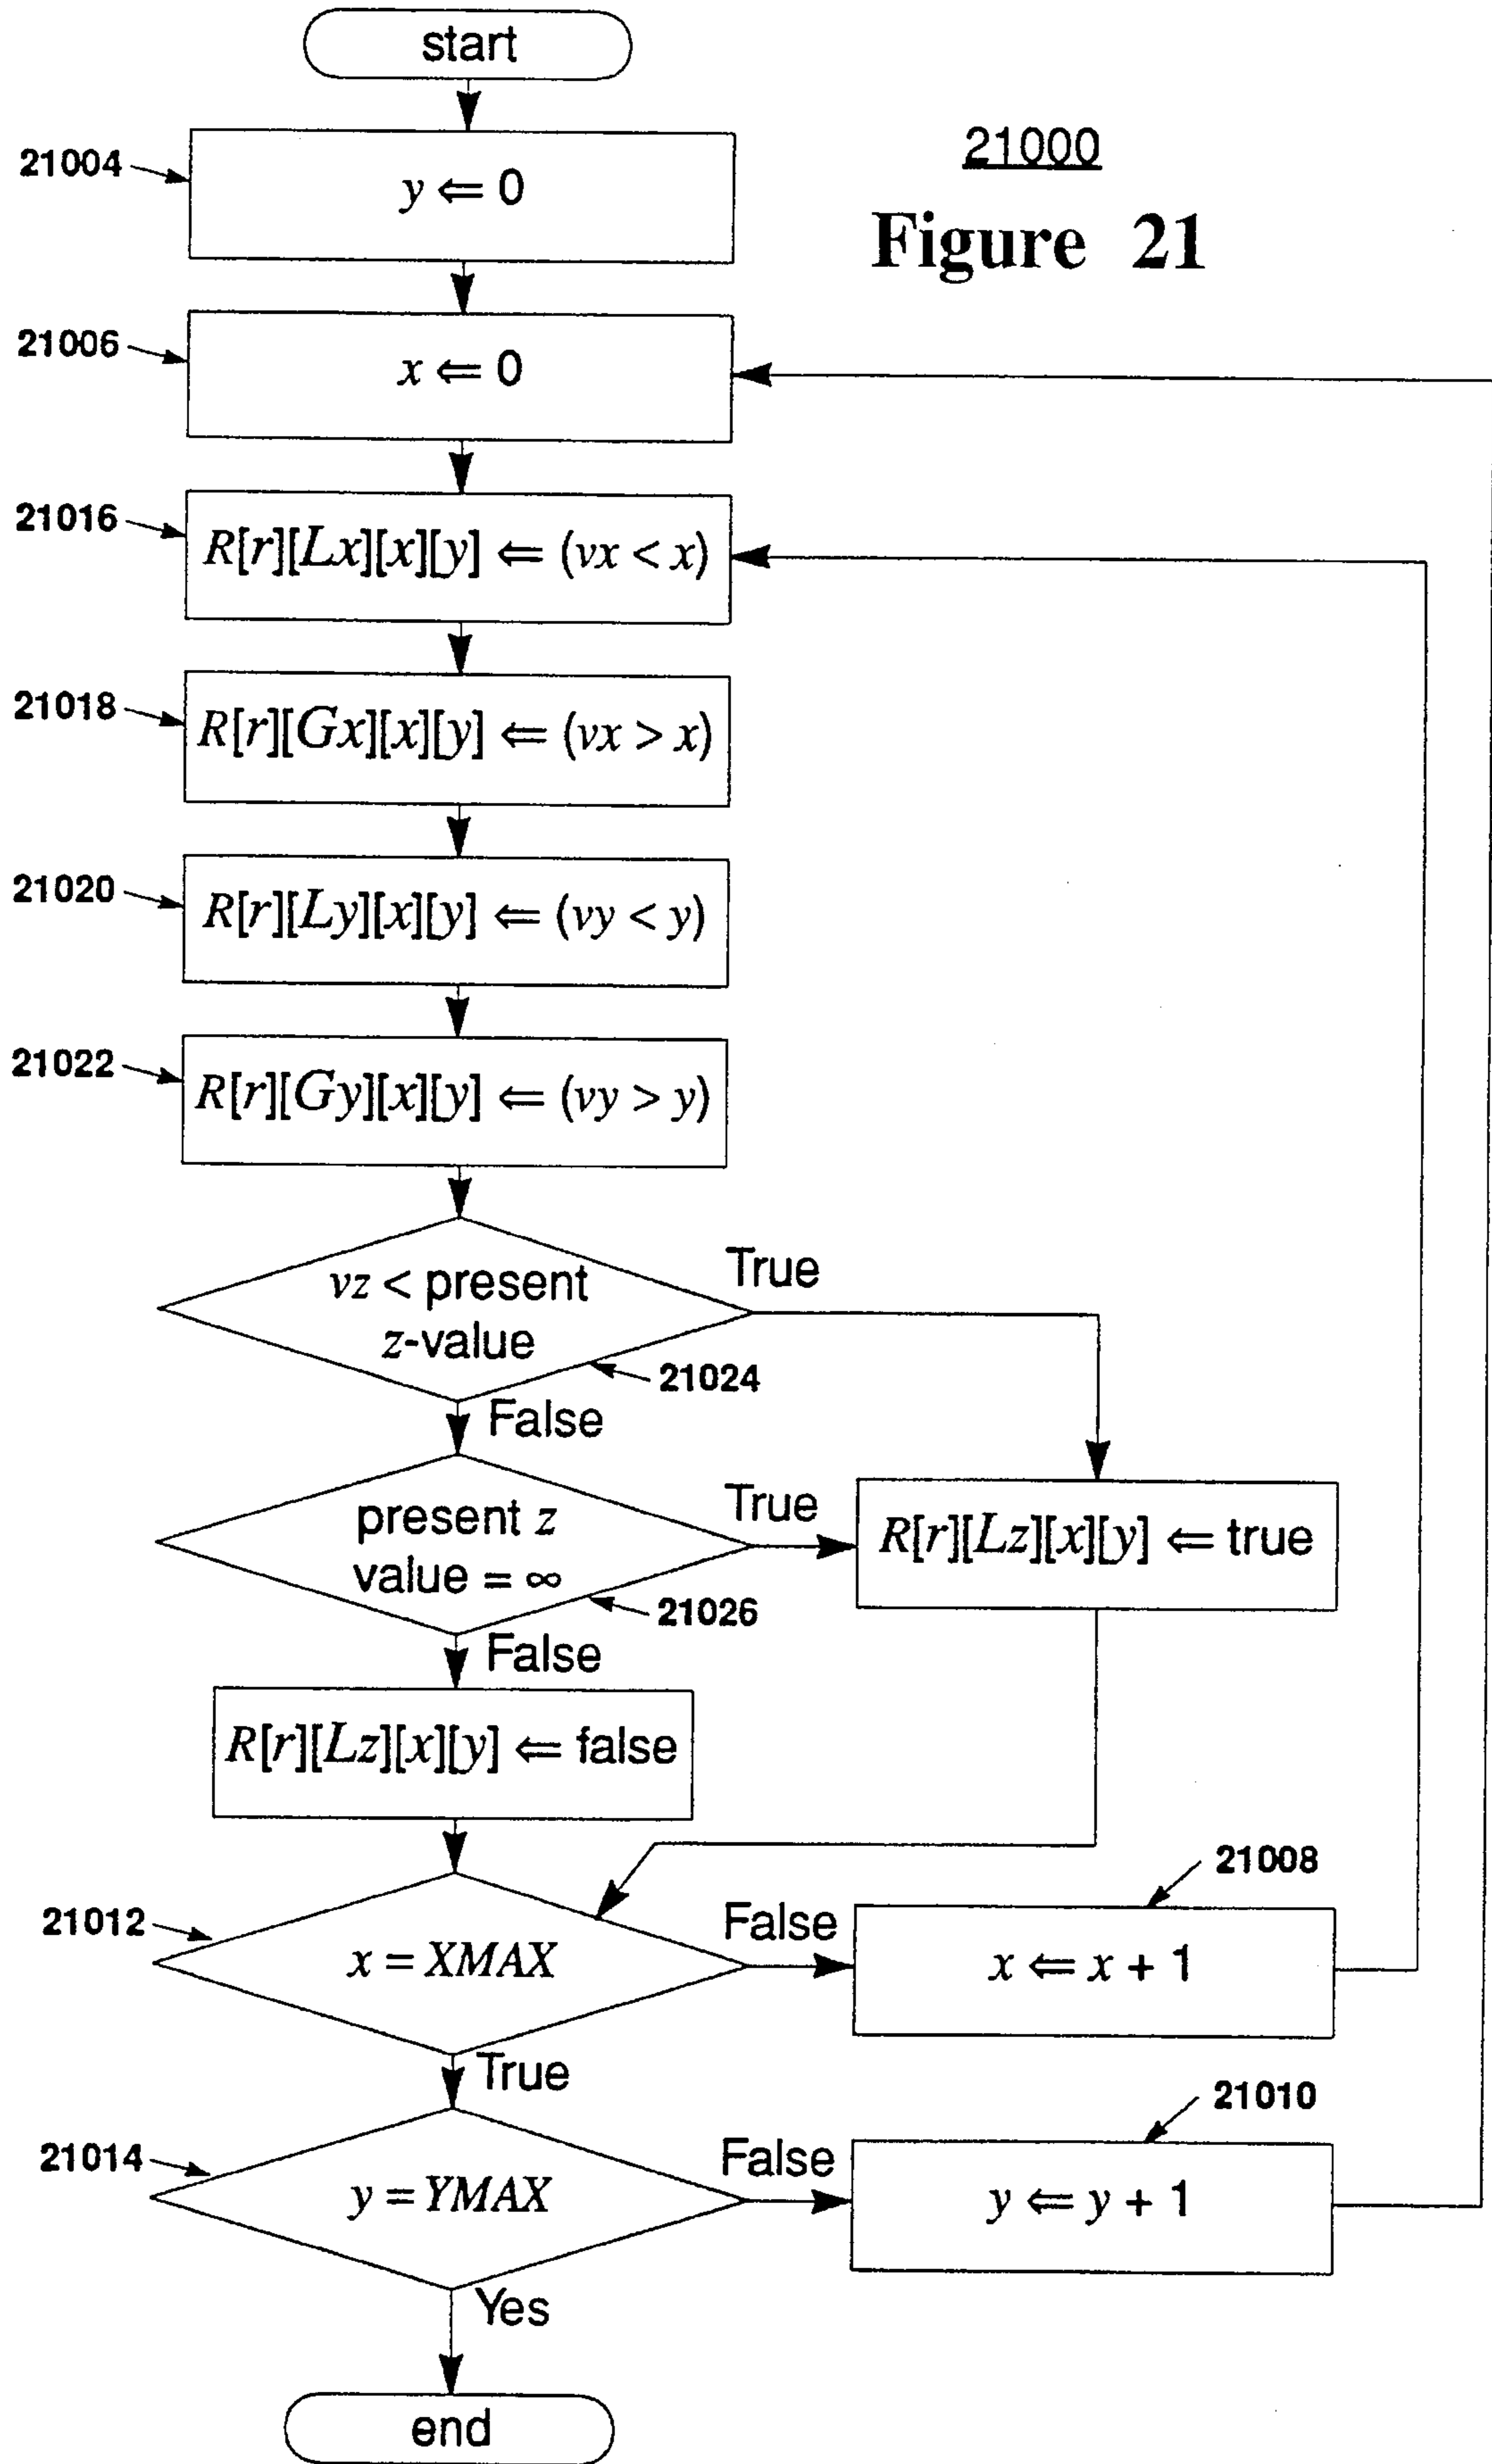 start
21000
Figure 21
21004
y ⇐ 0
21006
x ⇐ 0
21016
R[r][Lx][x][y] ⇐ (vx < x)
21018
R[r][Gx][x][y] ⇐ (vx > x)
21020
R[r][Ly][x][y] ⇐ (vy < y)
21022
R[r][Gy][x][y] ⇐ (vy > y)
vz < present
z-value
True
21024
False
present z
value = ∞
True
21026
R[r][Lz][x][y] ⇐ true
False
R[r][Lz][x][y] ⇐ false
21012
x = XMAX
False
21008
x ⇐ x + 1
True
21014
y = YMAX
False
21010
y ⇐ y + 1
Yes
end